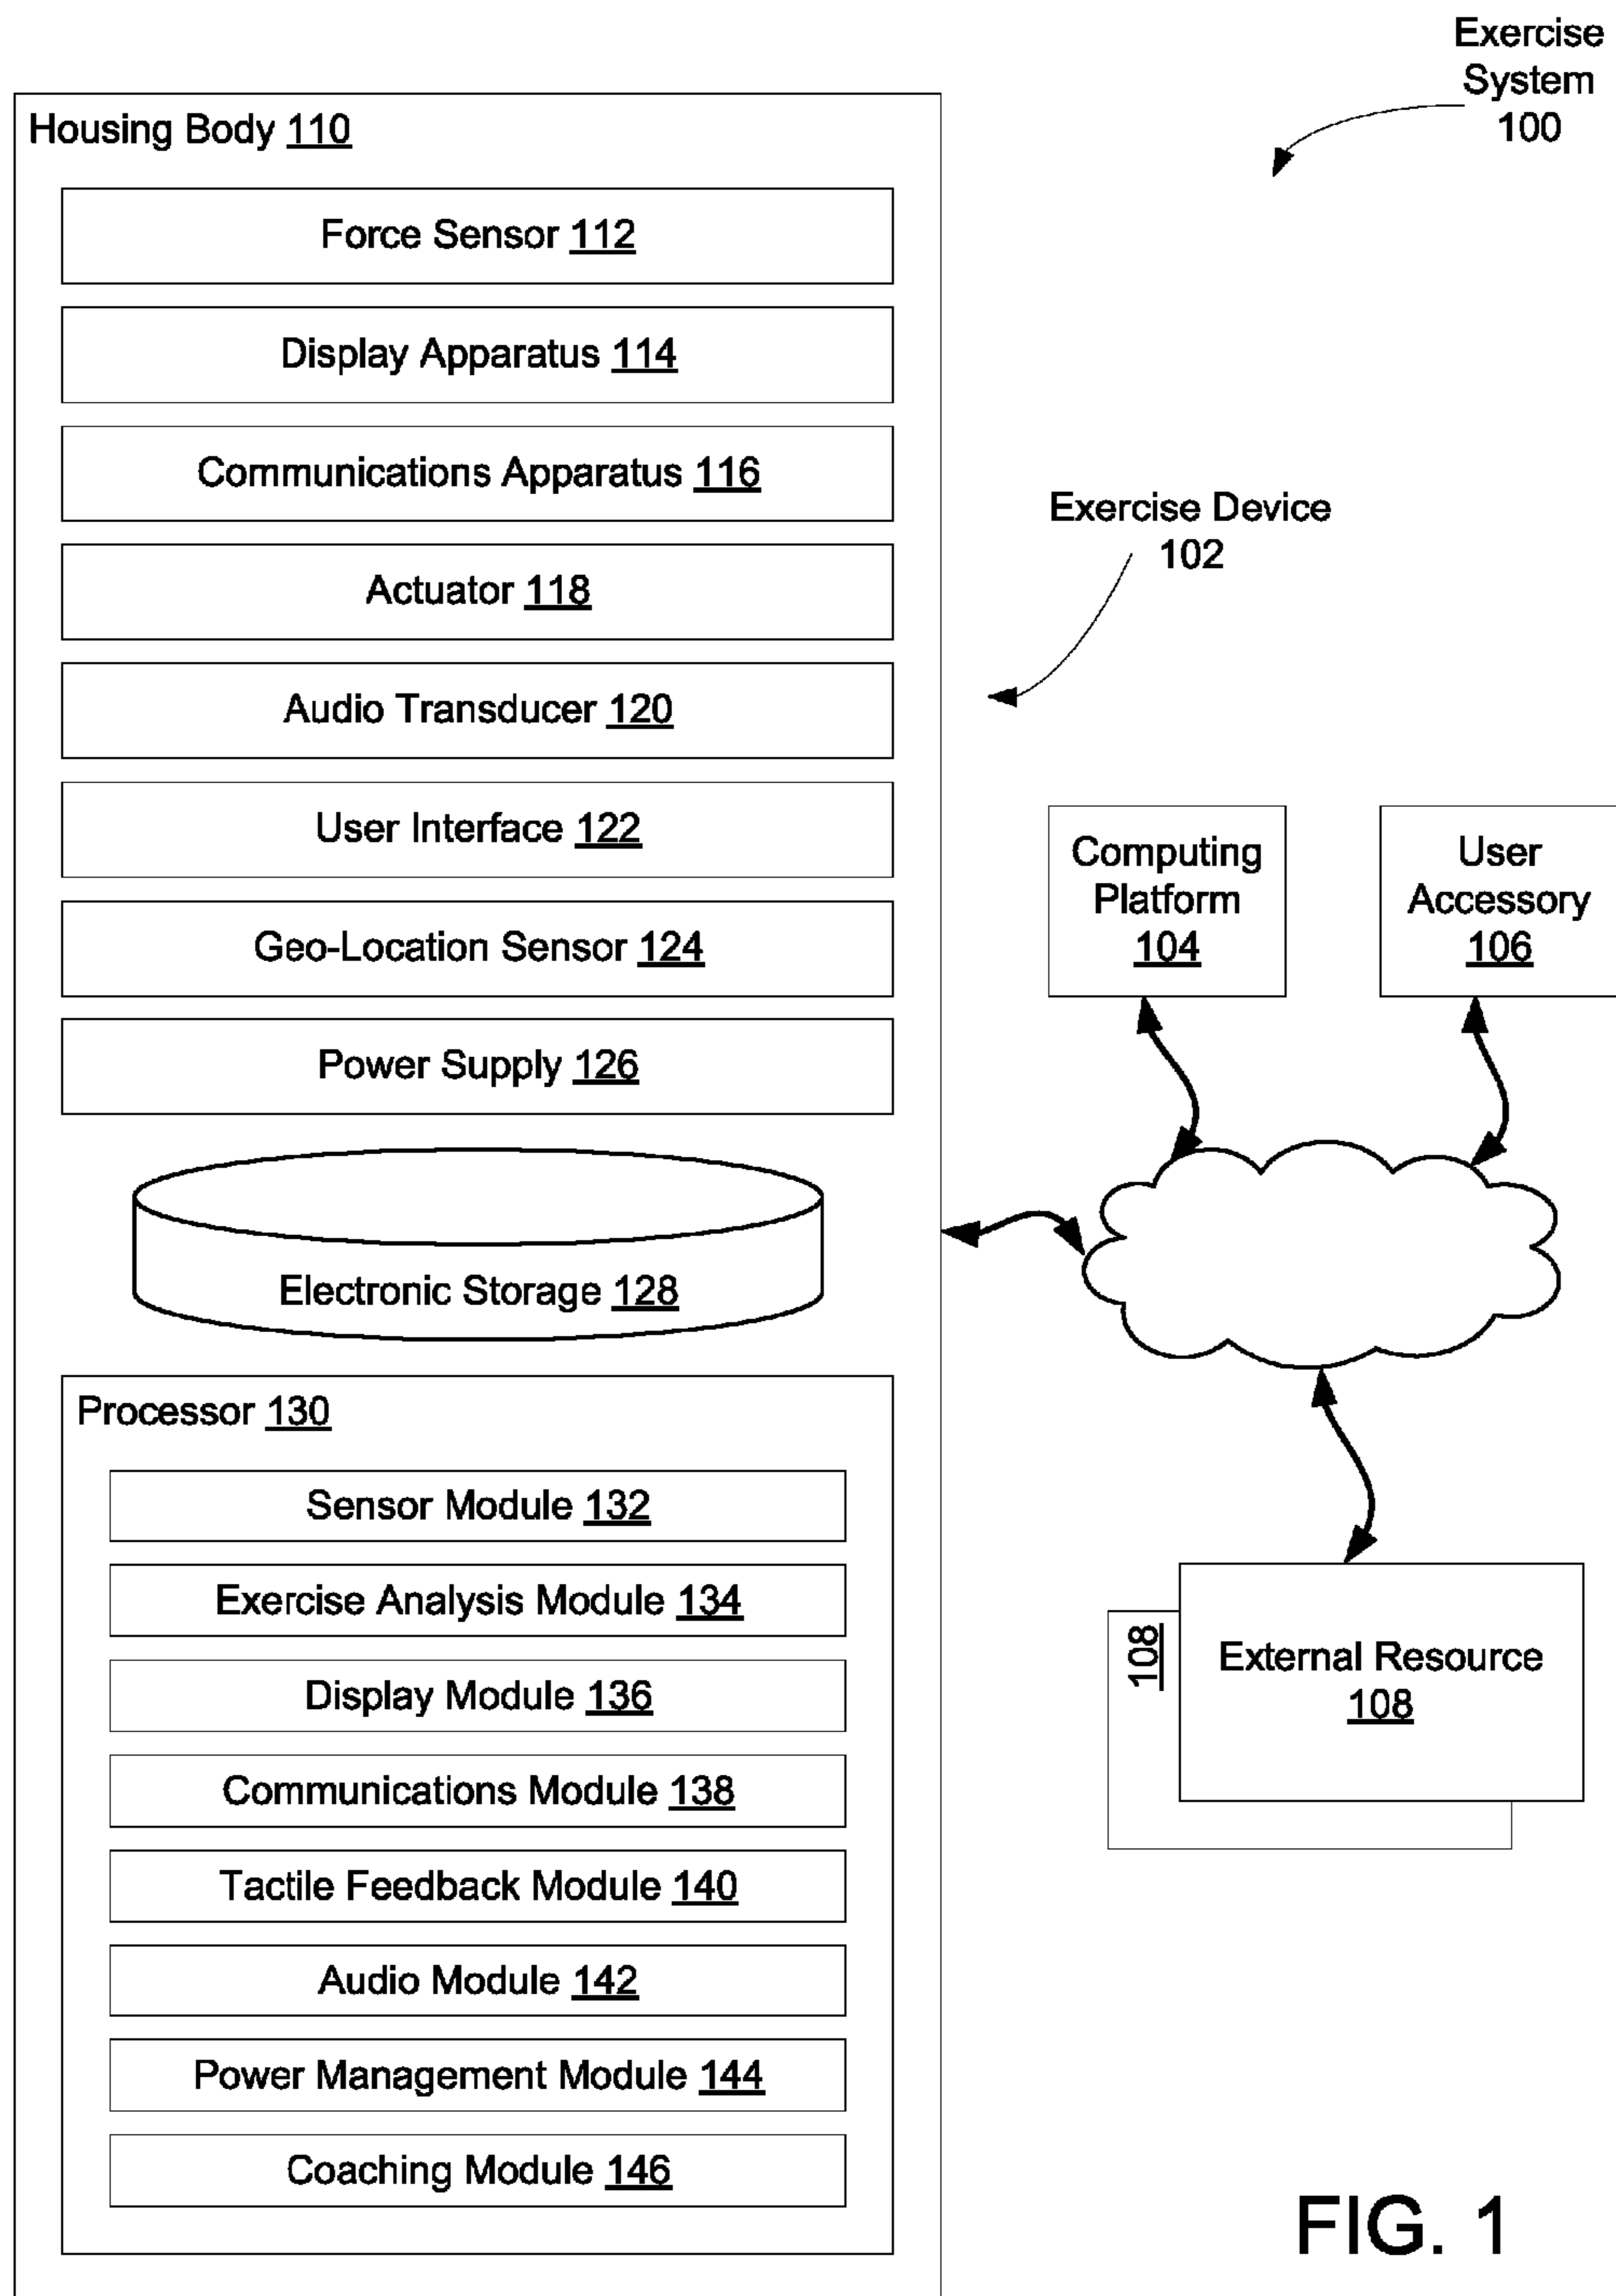 Exercise
System
100
Housing Body 110
Force Sensor 112
Display Apparatus 114
Communications Apparatus 116
Exercise Device
102
Actuator 118
Audio Transducer 120
User Interface 122
Computing
Platform
104
User
Accessory
106
Geo-Location Sensor 124
Power Supply 126
Electronic Storage 128
Processor 130
Sensor Module 132
Exercise Analysis Module 134
Display Module 136
Communications Module 138
Tactile Feedback Module 140
Audio Module 142
Power Management Module 144
Coaching Module 146
108
External Resource
108
FIG. 1